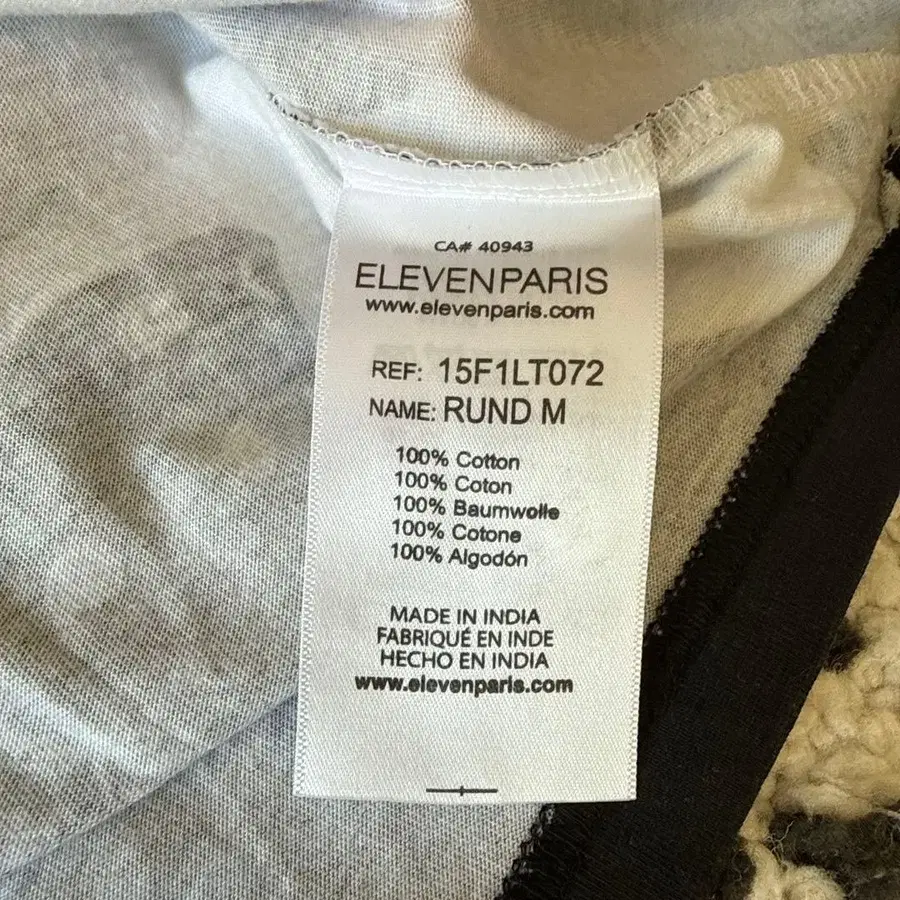 CA# 40943
ELEVENPARIS
www.elevenparis.com
REF: 15F1LT072
NAME: RUND M
100% Cotton
100% Coton
100% Baumwolle
100% Cotone
100% Algodón
MADE IN INDIA
FABRIQUÉ EN INDE
HECHO EN INDIA
www.elevenparis.com